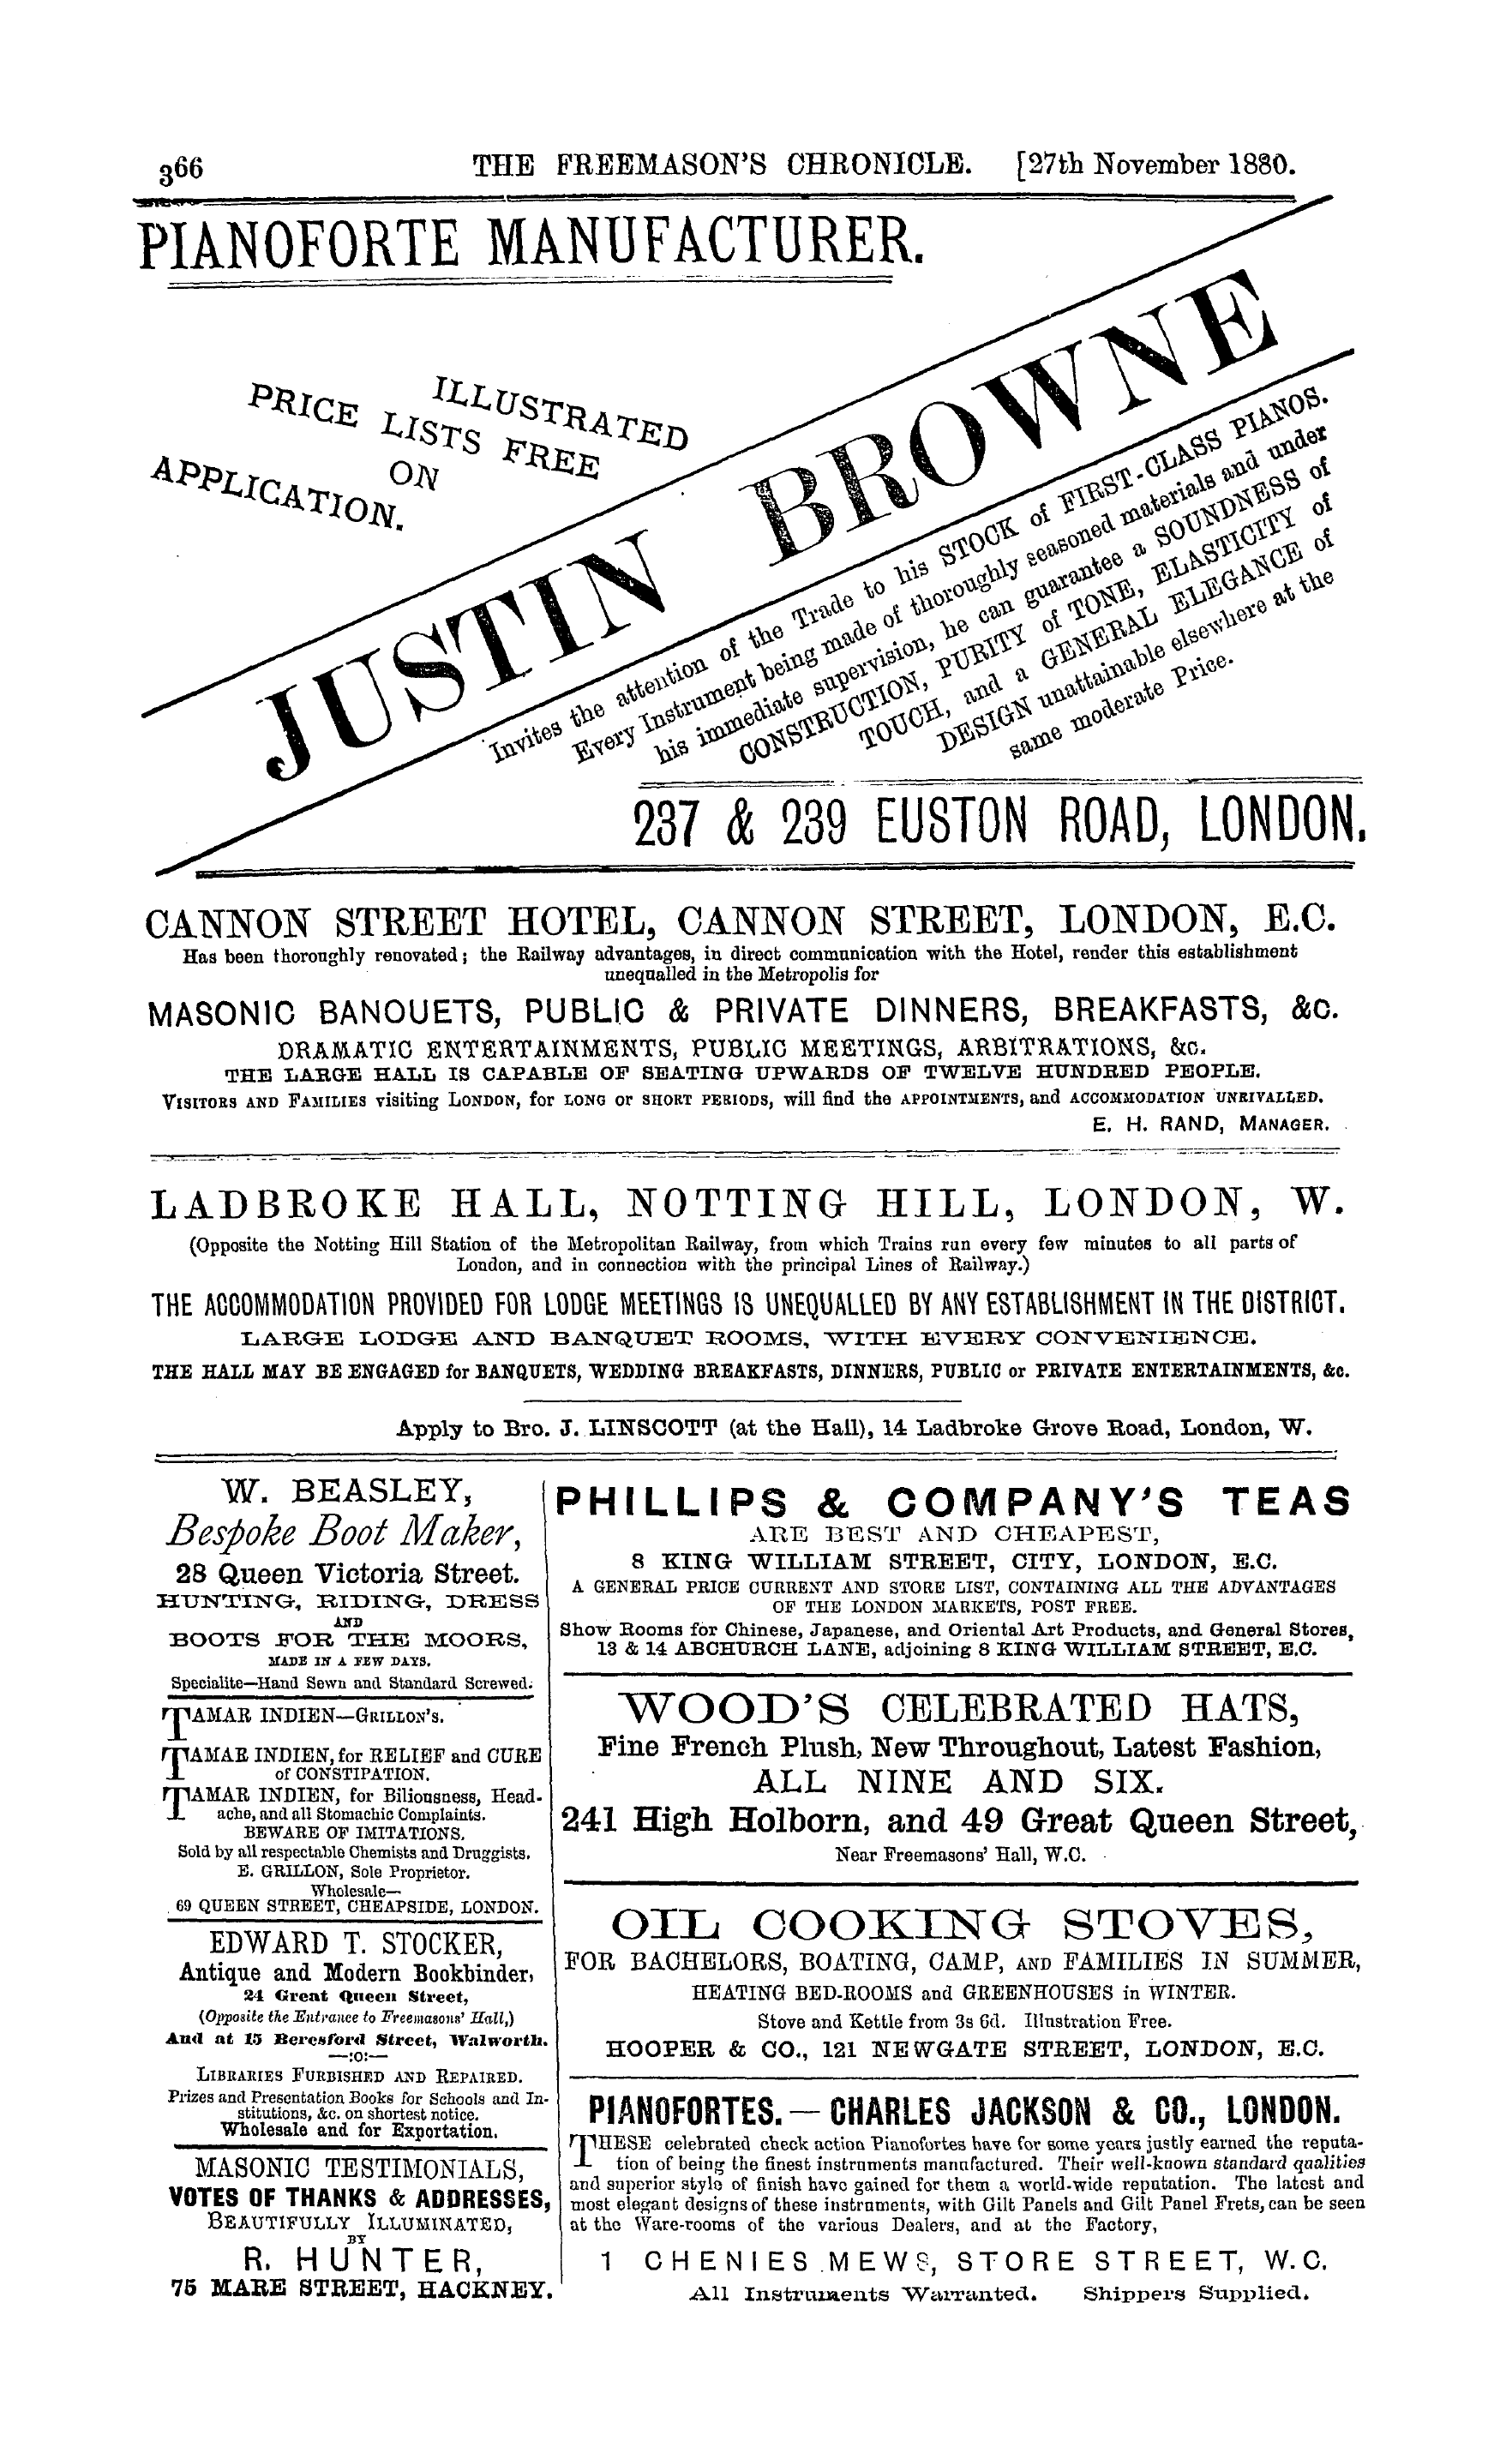 366 THE FREEMASON'S CHRONICLE. [27th November 1880.
PIANOFORTE MANUFACTURER.
ILLUSTRATED
PRICE LISTS FREE
ON
APPLICATION.
JUSTIN BROWNE
Invites the attention of the Trade to his STOCK of FIRST-CLASS PIANOS.
Every Instrument being made of thoroughly seasoned materials and under
his immediate supervision, he can guarantee a SOUNDNESS of
CONSTRUCTION, PURITY of TONE, ELASTICITY of
TOUCH, and a GENERAL ELEGANCE of
DESIGN unattainable elsewhere at the
same moderate Price.
237 & 239 EUSTON ROAD, LONDON.
CANNON STREET HOTEL, CANNON STREET, LONDON, E.C.
Has been thoroughly renovated; the Railway advantages, in direct communication with the Hotel, render this establishment
unequalled in the Metropolis for
MASONIC BANQUETS, PUBLIC & PRIVATE DINNERS, BREAKFASTS, &c.
DRAMATIC ENTERTAINMENTS, PUBLIC MEETINGS, ARBITRATIONS, &c.
THE LARGE HALL IS CAPABLE OF SEATING UPWARDS OF TWELVE HUNDRED PEOPLE.
VISITORS AND FAMILIES visiting LONDON, for LONG or SHORT PERIODS, will find the APPOINTMENTS, and ACCOMMODATION UNRIVALLED.
E. H. RAND, MANAGER.
LADBROKE HALL, NOTTING HILL, LONDON, W.
(Opposite the Notting Hill Station of the Metropolitan Railway, from which Trains run every few minutes to all parts of
London, and in connection with the principal Lines of Railway.)
THE ACCOMMODATION PROVIDED FOR LODGE MEETINGS IS UNEQUALLED BY ANY ESTABLISHMENT IN THE DISTRICT.
LARGE LODGE AND BANQUET ROOMS, WITH EVERY CONVENIENCE.
THE HALL MAY BE ENGAGED for BANQUETS, WEDDING BREAKFASTS, DINNERS, PUBLIC or PRIVATE ENTERTAINMENTS, &c.
Apply to Bro. J. LINSCOTT (at the Hall), 14 Ladbroke Grove Road, London, W.
W. BEASLEY,
Bespoke Boot Maker,
28 Queen Victoria Street.
HUNTING, RIDING, DRESS
AND
BOOTS FOR THE MOORS,
MADE IN A FEW DAYS.
Specialite—Hand Sewn and Standard Screwed.
TAMAR INDIEN—GRILLON'S.
TAMAR INDIEN, for RELIEF and CURE
of CONSTIPATION.
TAMAR INDIEN, for Biliousness, Head-
ache, and all Stomachic Complaints.
BEWARE OF IMITATIONS.
Sold by all respectable Chemists and Druggists.
E. GRILLON, Sole Proprietor.
Wholesale—
69 QUEEN STREET, CHEAPSIDE, LONDON.
EDWARD T. STOCKER,
Antique and Modern Bookbinder,
24 Great Queen Street,
(Opposite the Entrance to Freemasons' Hall,)
And at 15 Beresford Street, Walworth.
—:o:—
LIBRARIES FURBISHED AND REPAIRED.
Prizes and Presentation Books for Schools and In-
stitutions, &c. on shortest notice.
Wholesale and for Exportation.
MASONIC TESTIMONIALS,
VOTES OF THANKS & ADDRESSES,
BEAUTIFULLY ILLUMINATED,
BY
R. HUNTER,
75 MARE STREET, HACKNEY.
PHILLIPS & COMPANY'S TEAS
ARE BEST AND CHEAPEST,
8 KING WILLIAM STREET, CITY, LONDON, E.C.
A GENERAL PRICE CURRENT AND STORE LIST, CONTAINING ALL THE ADVANTAGES
OF THE LONDON MARKETS, POST FREE.
Show Rooms for Chinese, Japanese, and Oriental Art Products, and General Stores,
13 & 14 ABCHURCH LANE, adjoining 8 KING WILLIAM STREET, E.C.
WOOD'S CELEBRATED HATS,
Fine French Plush, New Throughout, Latest Fashion,
ALL NINE AND SIX.
241 High Holborn, and 49 Great Queen Street,
Near Freemasons' Hall, W.C.
OIL COOKING STOVES,
FOR BACHELORS, BOATING, CAMP, AND FAMILIES IN SUMMER,
HEATING BED-ROOMS and GREENHOUSES in WINTER.
Stove and Kettle from 3s 6d. Illustration Free.
HOOPER & CO., 121 NEWGATE STREET, LONDON, E.C.
PIANOFORTES.—CHARLES JACKSON & CO., LONDON.
THESE celebrated check action Pianofortes have for some years justly earned the reputa-
tion of being the finest instruments manufactured. Their well-known standard qualities
and superior style of finish have gained for them a world-wide reputation. The latest and
most elegant designs of these instruments, with Gilt Panels and Gilt Panel Frets, can be seen
at the Ware-rooms of the various Dealers, and at the Factory,
1 CHENIES MEWS, STORE STREET, W.C.
All Instruments Warranted. Shippers Supplied.